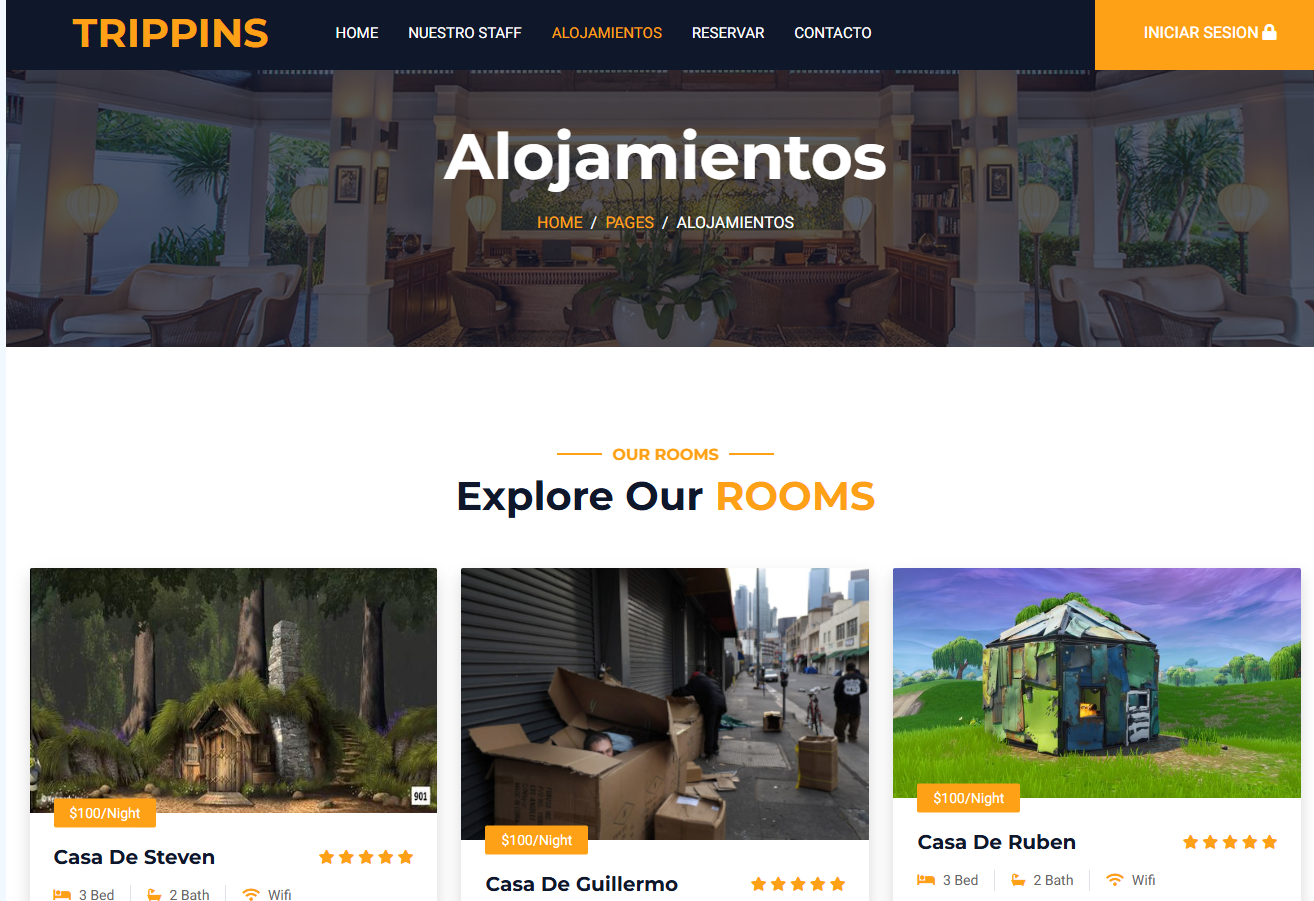 TRIPPINS
HOME NUESTRO STAFF ALOJAMIENTOS RESERVAR CONTACTO
INICIAR SESION
Alojamientos
HOME / PAGES / ALOJAMIENTOS
OUR ROOMS
Explore Our ROOMS
901
$100/Night
Casa De Steven
3 Bed 2 Bath Wifi
$100/Night
Casa De Guillermo
$100/Night
Casa De Ruben
3 Bed 2 Bath Wifi